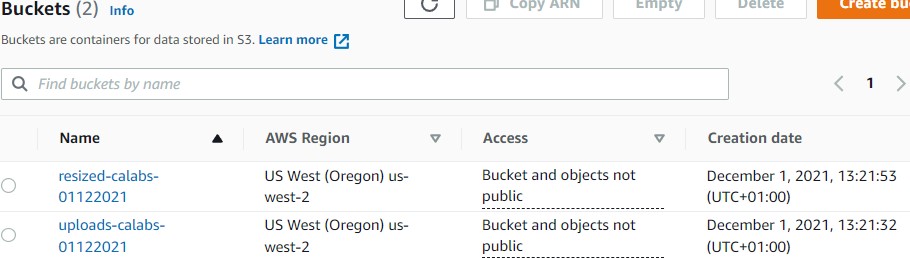 Buckets (2) Info
Copy ARN Empty Delete Create bu
Buckets are containers for data stored in S3. Learn more
Find buckets by name
1
Name AWS Region Access Creation date
resized-calabs- US West (Oregon) us- Bucket and objects not December 1, 2021, 13:21:53
01122021 west-2 public (UTC+01:00)
uploads-calabs- US West (Oregon) us- Bucket and objects not December 1, 2021, 13:21:32
01122021 west-2 public (UTC+01:00)